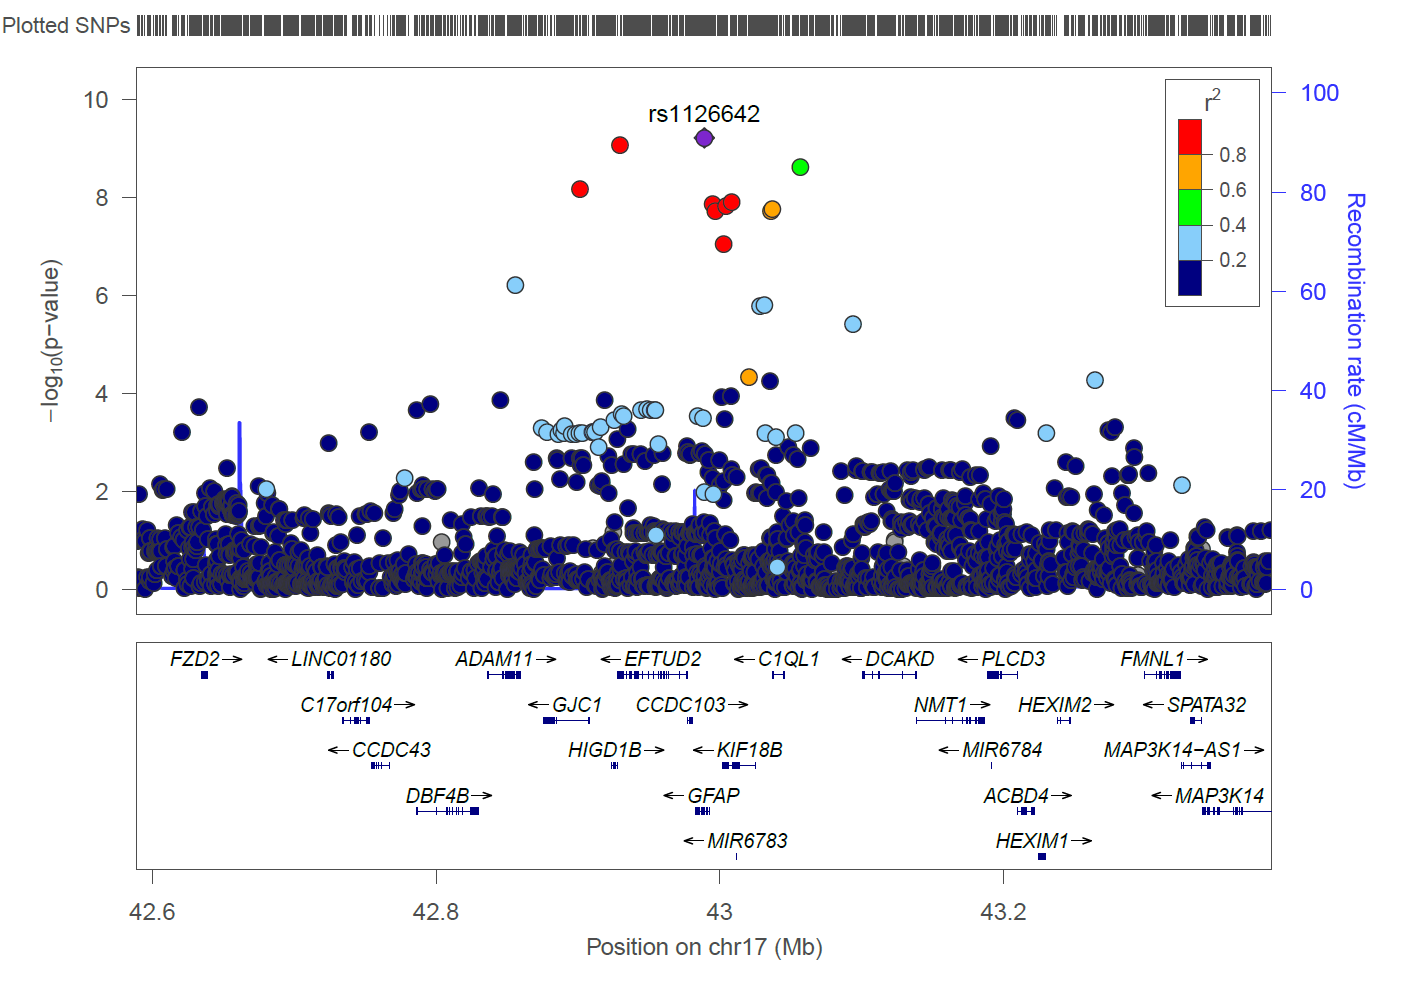 Plotted SNPs
rs1126642
r2
0.8
0.6
0.4
0.2
10
8
6
4
2
0
−log10(p−value)
100
80
60
40
20
0
Recombination rate (cM/Mb)
FZD2→ ←LINC01180 ADAM11→ ←EFTUD2 ←C1QL1 ←DCAKD ←PLCD3 FMNL1→
C17orf104→ ←GJC1 CCDC103→ NMT1→ HEXIM2→ ←SPATA32
←CCDC43 HIGD1B→ ←KIF18B ←MIR6784 MAP3K14−AS1→
DBF4B→ ←GFAP ACBD4→ ←MAP3K14
←MIR6783 HEXIM1→
42.6 42.8 43 43.2
Position on chr17 (Mb)